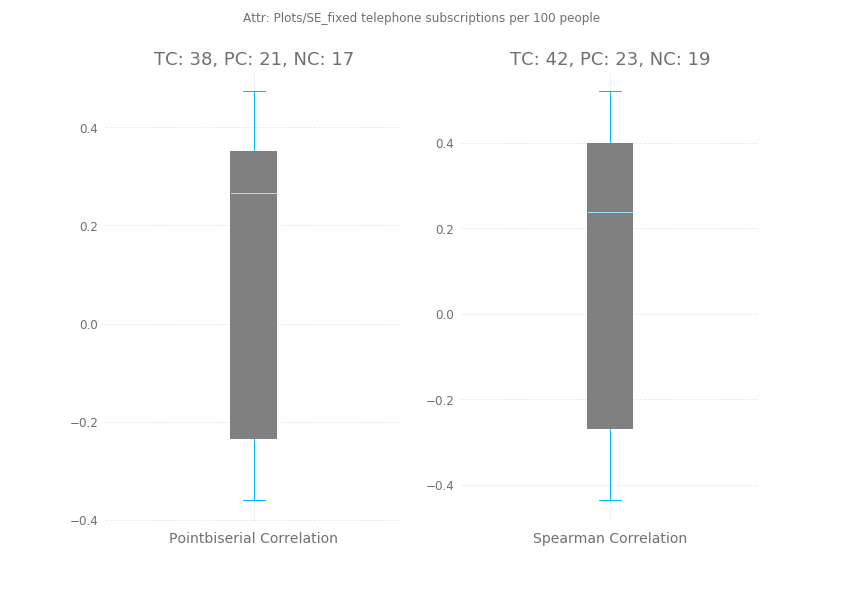 Attr: Plots/SE_fixed telephone subscriptions per 100 people
TC: 38, PC: 21, NC: 17
0.4
0.2
0.0
−0.2
−0.4
Pointbiserial Correlation
TC: 42, PC: 23, NC: 19
0.4
0.2
0.0
−0.2
−0.4
Spearman Correlation